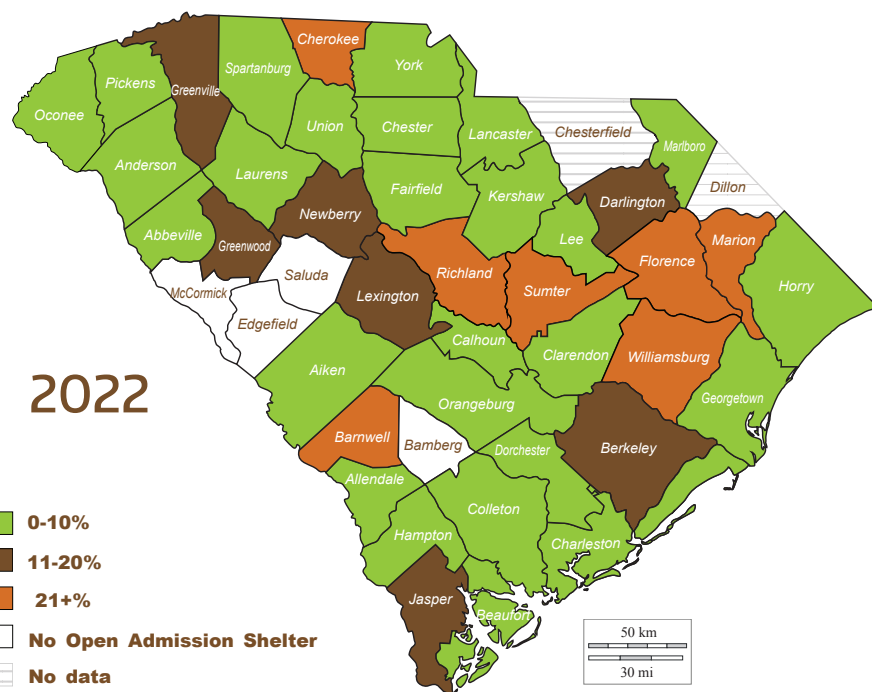 Cherokee
York
Spartanburg
Pickens
Greenville
Oconee
Union
Chester
Lancaster
Chesterfield
Marlboro
Anderson
Laurens
Fairfield
Kershaw
Dillon
Newberry
Darlington
Abbeville
Greenwood
Lee
Marion
Saluda
Richland
Florence
McCormick
Lexington
Sumter
Horry
Edgefield
Calhoun
Clarendon
Williamsburg
Aiken
2022
Orangeburg
Georgetown
Barnwell
Bamberg
Dorchester
Berkeley
Allendale
Colleton
0-10%
Hampton
Charleston
11-20%
Jasper
21+%
Beaufort
No Open Admission Shelter
50 km
30 mi
No data